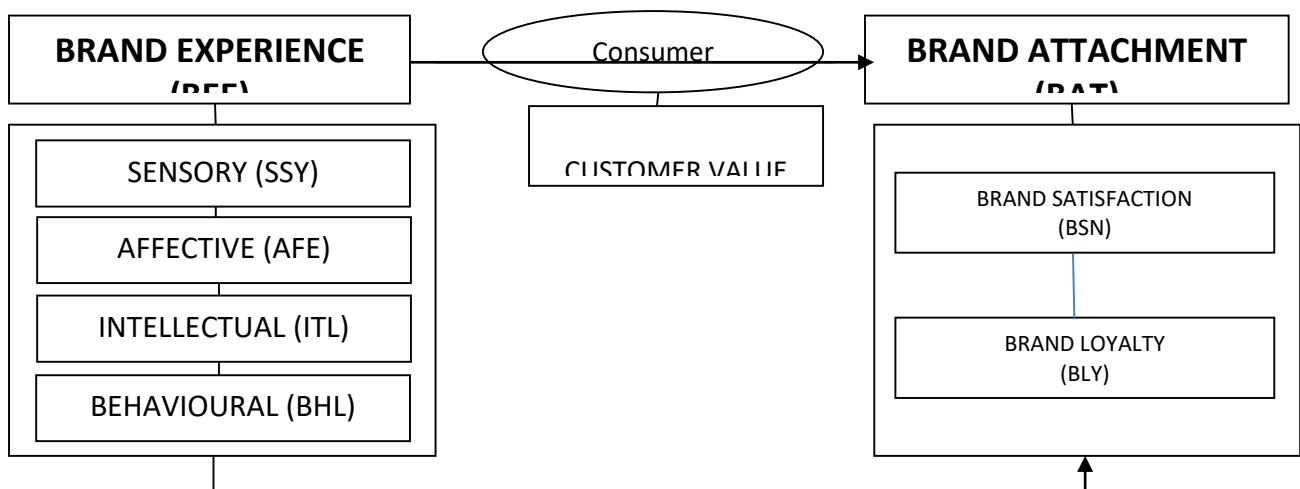 BRAND EXPERIENCE
Consumer
BRAND ATTACHMENT
CUSTOMER VALUE
SENSORY (SSY)
AFFECTIVE (AFE)
INTELLECTUAL (ITL)
BEHAVIOURAL (BHL)
BRAND SATISFACTION
(BSN)
BRAND LOYALTY
(BLY)